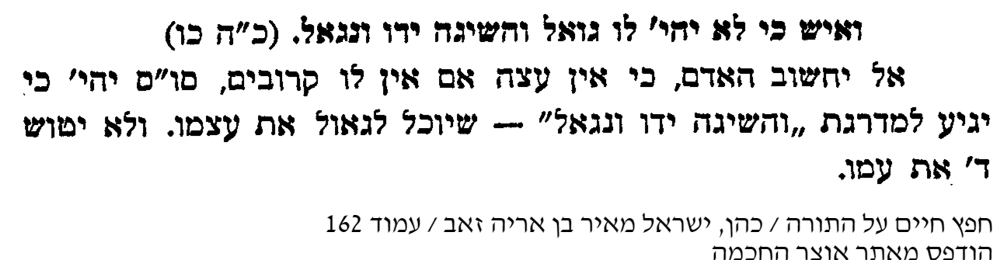 ואיש כי לא יהי׳ לו גואל והשיגה ידו ונגאל. (כ״ה כו)
אל יחשוב האדם, כי אין עצה אם אין לו קרובים, סו״ס יהי׳ כי
יגיע למדרגת „והשיגה ידו ונגאל״ — שיוכל לגאול את עצמו. ולא יטוש
ד׳ את עמו.
חפץ חיים על התורה / כהן, ישראל מאיר בן אריה זאב / עמוד 162
הודפס מאתר אוצר החכמה